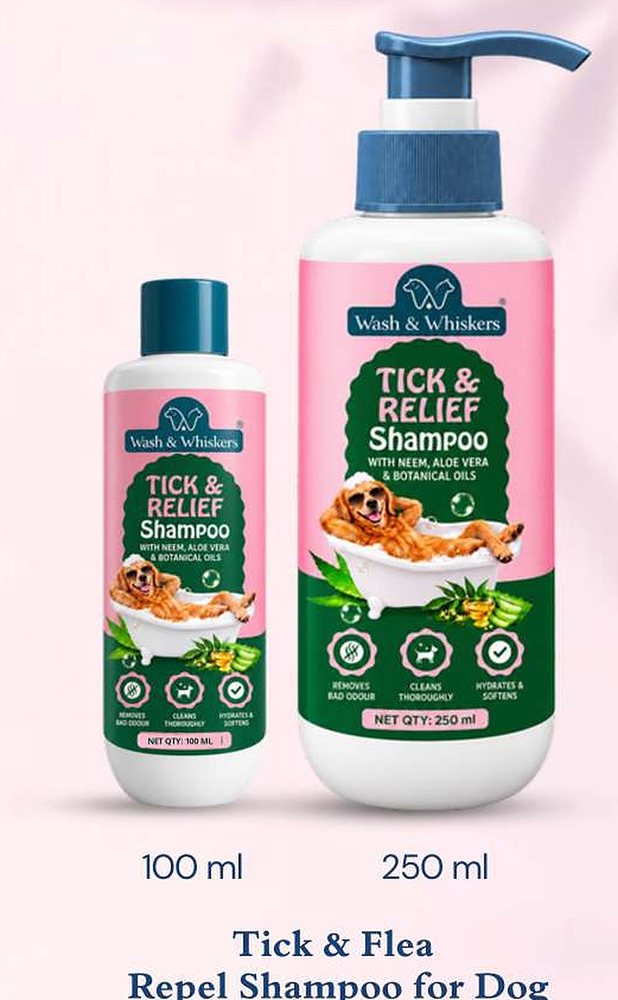 Wash & Whiskers
®
TICK &
RELIEF
Shampoo
WITH NEEM, ALOE VERA
& BOTANICAL OILS
REMOVES
BAD ODOUR
CLEANS
THOROUGHLY
HYDRATES &
SOFTENS
NET QTY: 100 ML
Wash & Whiskers
®
TICK &
RELIEF
Shampoo
WITH NEEM, ALOE VERA
& BOTANICAL OILS
REMOVES
BAD ODOUR
CLEANS
THOROUGHLY
HYDRATES &
SOFTENS
NET QTY: 250 ml
100 ml
250 ml
Tick & Flea
Repel Shampoo for Dog